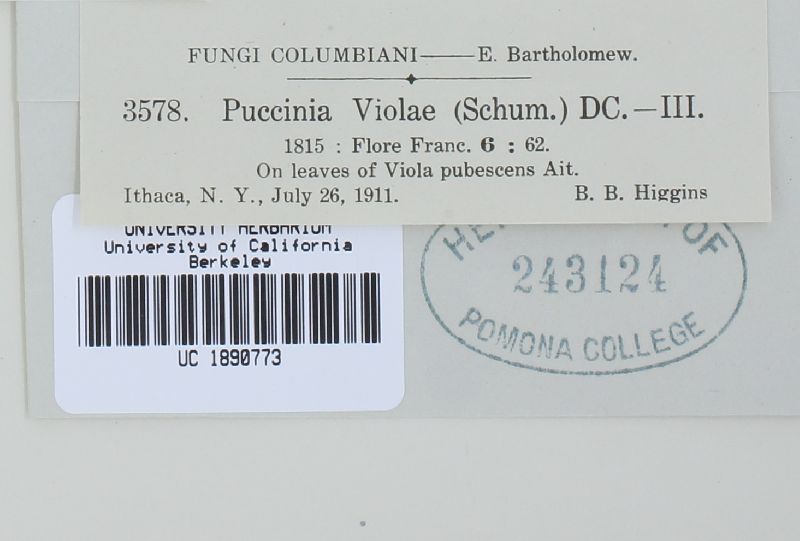 FUNGI COLUMBIANI——E. Bartholomew.
3578. Puccinia Violae (Schum.) DC.—III.
1815 : Flore Franc. 6 : 62.
On leaves of Viola pubescens Ait.
Ithaca, N. Y., July 26, 1911. B. B. Higgins
UNIVERSITY HERBARIUM
University of California
Berkeley
UC 1890773
OF
243124
POMONA COLLEGE